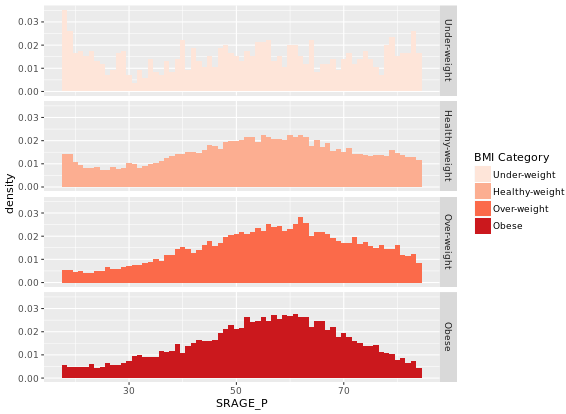 0.03
0.02
0.01
0.00
Under-weight
0.03
0.02
0.01
0.00
Healthy-weight
0.03
0.02
0.01
0.00
Over-weight
0.03
0.02
0.01
0.00
Obese
density
30
50
70
SRAGE_P
BMI Category
Under-weight
Healthy-weight
Over-weight
Obese